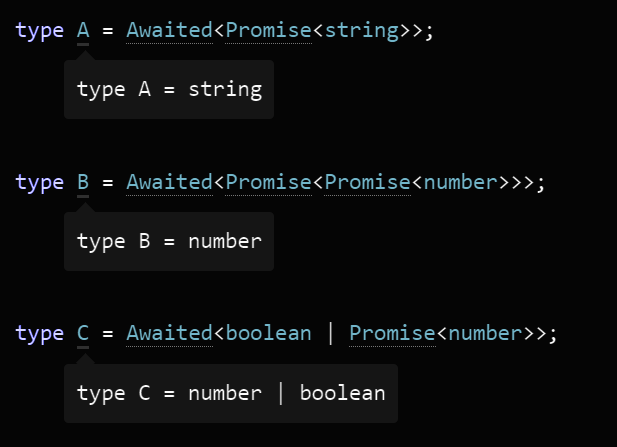 type A = Awaited<Promise<string>>;
type A = string
type B = Awaited<Promise<Promise<number>>>;
type B = number
type C = Awaited<boolean | Promise<number>>;
type C = number | boolean